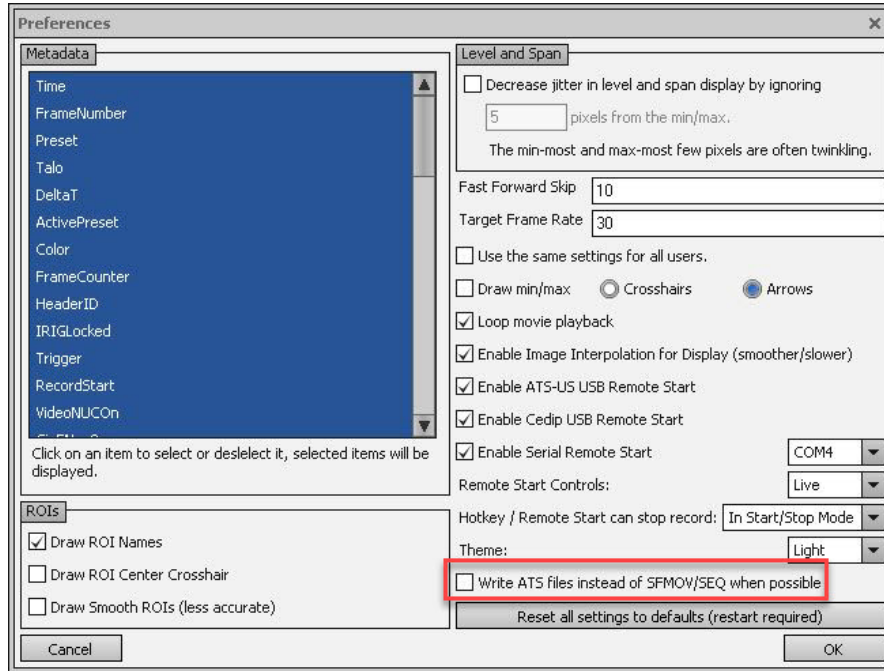 Preferences
Metadata
Time
FrameNumber
Preset
Talo
DeltaT
ActivePreset
Color
FrameCounter
HeaderID
IRIGLocked
Trigger
RecordStart
VideoNUCOn
Click on an item to select or deslelect it, selected items will be
displayed.
ROIs
Draw ROI Names
Draw ROI Center Crosshair
Draw Smooth ROIs (less accurate)
Cancel
Level and Span
Decrease jitter in level and span display by ignoring
5 pixels from the min/max.
The min-most and max-most few pixels are often twinkling.
Fast Forward Skip 10
Target Frame Rate 30
Use the same settings for all users.
Draw min/max Crosshairs Arrows
Loop movie playback
Enable Image Interpolation for Display (smoother/slower)
Enable ATS-US USB Remote Start
Enable Cedip USB Remote Start
Enable Serial Remote Start COM4
Remote Start Controls: Live
Hotkey / Remote Start can stop record: In Start/Stop Mode
Theme: Light
Write ATS files instead of SFMOV/SEQ when possible
Reset all settings to defaults (restart required)
OK